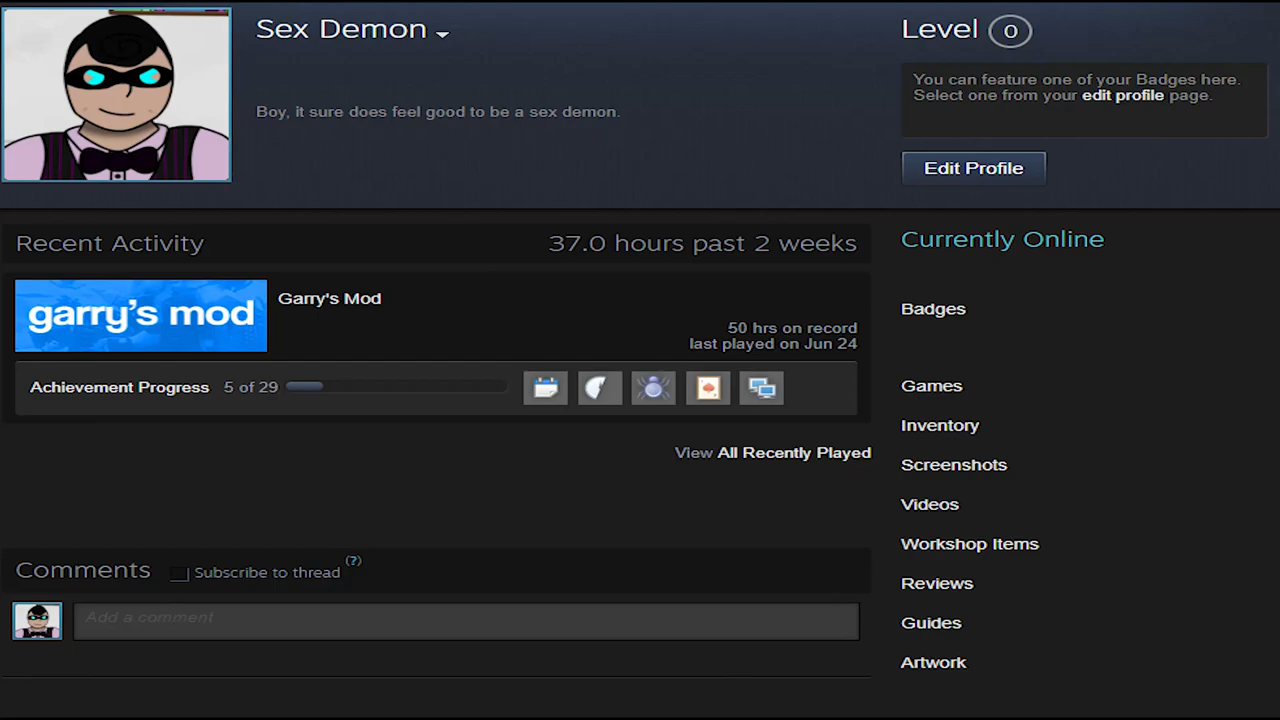 Sex Demon
Boy, it sure does feel good to be a sex demon.
Level 0
You can feature one of your Badges here.
Select one from your edit profile page.
Edit Profile
Recent Activity
37.0 hours past 2 weeks
garry's mod
Garry's Mod
50 hrs on record
last played on Jun 24
Achievement Progress 5 of 29
View All Recently Played
Comments
Subscribe to thread (?)
Add a comment
Currently Online
Badges
Games
Inventory
Screenshots
Videos
Workshop Items
Reviews
Guides
Artwork